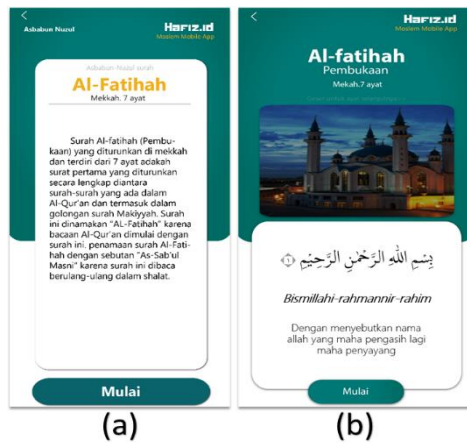 Asbabun Nuzul
Hafiz.id
Moslem Mobile App
Asbabun Nuzul surah
Al-Fatihah
Mekkah. 7 ayat
Surah Al-fatihah (Pembu-
kaan) yang diturunkan di mekkah
dan terdiri dari 7 ayat adakah
surat pertama yang diturunkan
secara lengkap diantara
surah-surah yang ada dalam
Al-Qur'an dan termasuk dalam
golongan surah Makiyyah. Surah
ini dinamakan "AL-Fatihah" karena
bacaan Al-Qur'an dimulai dengan
surah ini. penamaan surah Al-Fati-
hah dengan sebutan "As-Sab'ul
Masni" karena surah ini dibaca
berulang-ulang dalam shalat.
Mulai
(a)
Hafiz.id
Moslem Mobile App
Al-fatihah
Pembukaan
Mekah.7 ayat
بِسْمِ اللّٰهِ الرَّحْمٰنِ الرَّحِيْمِ ۝١
Bismillahi-rahmannir-rahim
Dengan menyebutkan nama
allah yang maha pengasih lagi
maha penyayang
Mulai
(b)